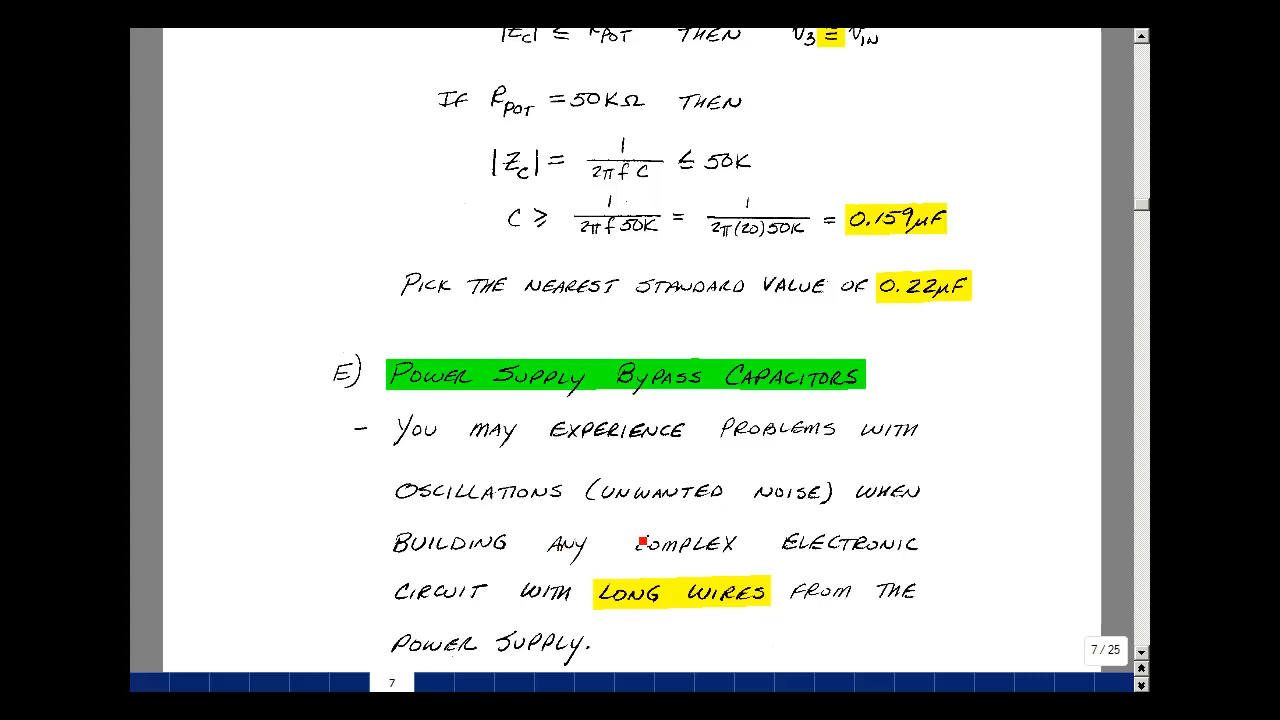 |Zc| ≤ RPOT THEN V3 = VIN
IF RPOT = 50KΩ THEN
|Zc| = 1/(2πfC) ≤ 50K
C ≥ 1/(2πf50K) = 1/(2π(20)50K) = 0.159µF
PICK THE NEAREST STANDARD VALUE OF 0.22µF
E) POWER SUPPLY BYPASS CAPACITORS
- YOU MAY EXPERIENCE PROBLEMS WITH
OSCILLATIONS (UNWANTED NOISE) WHEN
BUILDING ANY COMPLEX ELECTRONIC
CIRCUIT WITH LONG WIRES FROM THE
POWER SUPPLY.
7 / 25
7